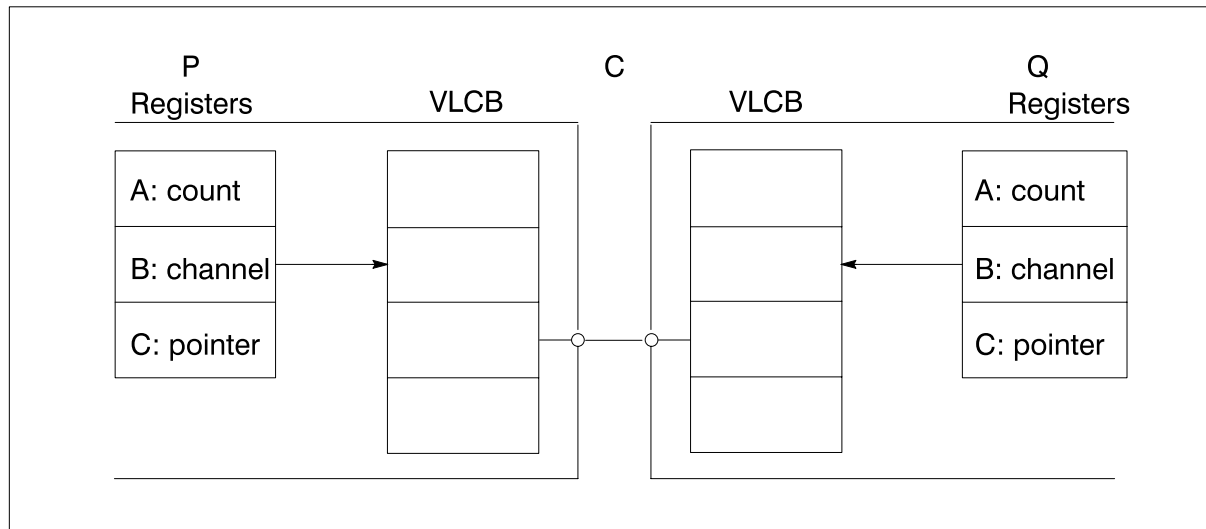 P
C
Q
Registers
VLCB
VLCB
Registers
A: count
B: channel
C: pointer
A: count
B: channel
C: pointer